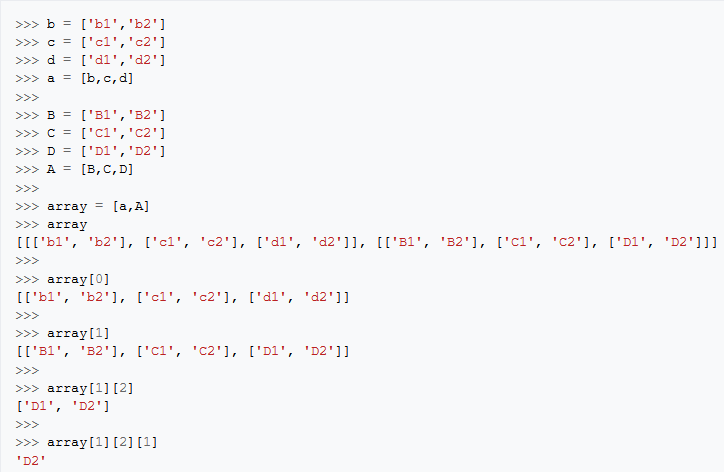 >>> b = ['b1','b2']
>>> c = ['c1','c2']
>>> d = ['d1','d2']
>>> a = [b,c,d]
>>>
>>> B = ['B1','B2']
>>> C = ['C1','C2']
>>> D = ['D1','D2']
>>> A = [B,C,D]
>>>
>>> array = [a,A]
>>> array
[[['b1', 'b2'], ['c1', 'c2'], ['d1', 'd2']], [['B1', 'B2'], ['C1', 'C2'], ['D1', 'D2']]]
>>>
>>> array[0]
[['b1', 'b2'], ['c1', 'c2'], ['d1', 'd2']]
>>>
>>> array[1]
[['B1', 'B2'], ['C1', 'C2'], ['D1', 'D2']]
>>>
>>> array[1][2]
['D1', 'D2']
>>>
>>> array[1][2][1]
'D2'